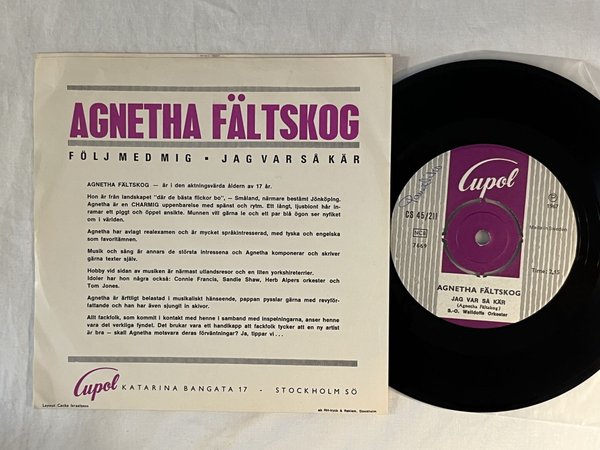 AGNETHA FÄLTSKOG
FÖLJ MED MIG • JAG VAR SÅ KÄR
AGNETHA FÄLTSKOG — är i den aktningsvärda åldern av 17 år.
Hon är från landskapet "där de bästa flickor bo", — Småland, närmare bestämt Jönköping.
Agnetha är en CHARMIG uppenbarelse med spänst och rytm. Ett långt, ljusblont hår in-
ramar ett piggt och öppet ansikte. Munnen vill gärna le och ett par blå ögon ser nyfiket
om i världen.
Agnetha har avlagt realexamen och är mycket språkintresserad, med tyska och engelska
som favoritämnen.
Musik och sång är annars de största intressena och Agnetha komponerar och skriver
gärna texter själv.
Hobby vid sidan av musiken är närmast utlandsresor och en liten yorkshireterrier.
Idoler har hon också: Connie Francis, Sandie Shaw, Herb Alpers orkester och
Tom Jones.
Agnetha är ärftligt belastad i musikaliskt hänseende, pappan pysslar gärna med revyför-
fattande och han har även sjungit in skivor.
Allt fackfolk, som kommit i kontakt med henne i samband med inspelningarna, anser henne
vara det verkliga fyndet. Det brukar vara ett handikapp att fackfolk tycker att en ny artist
är bra — skall Agnetha motsvara deras förväntningar? Ja, tippar vi...
Cupol KATARINA BANGATA 17 - STOCKHOLM SÖ
Layout Cacke Israelsson
Cupol
CS 45/211
NCB
7669
℗
1967
Made in Sweden
Time: 2,15
AGNETHA FÄLTSKOG
JAG VAR SÅ KÄR
(Agnetha Fältskog)
S.-O. Walldoffs Orkester